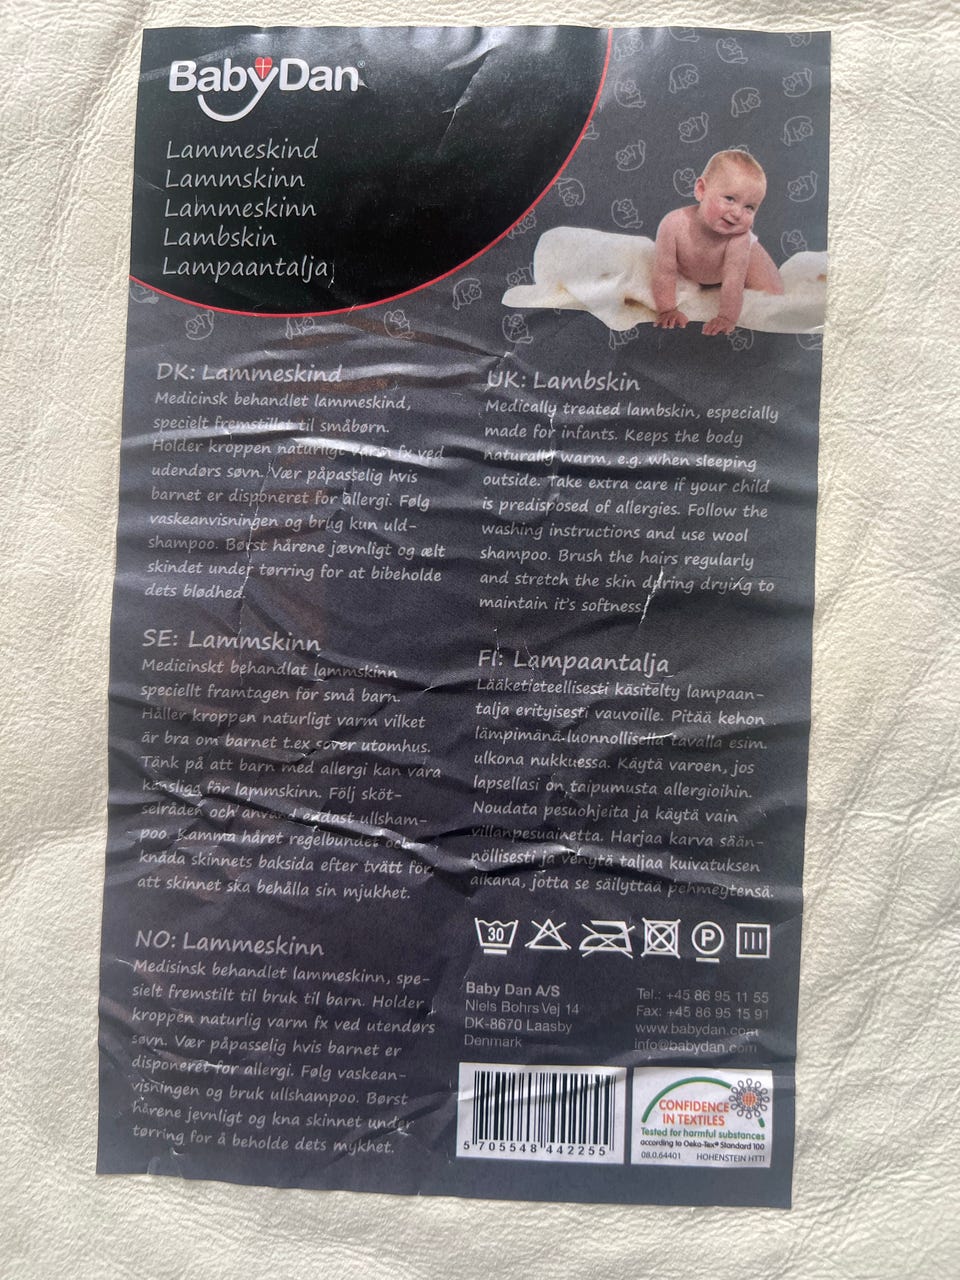 BabyDan®
Lammeskind
Lammskinn
Lammeskinn
Lambskin
Lampaantalja
DK: Lammeskind
Medicinsk behandlet lammeskind,
specielt fremstillet til småbørn.
Holder kroppen naturligt varm fx ved
udendørs søvn. Vær påpasselig hvis
barnet er disponeret for allergi. Følg
vaskeanvisningen og brug kun uld-
shampoo. Børst hårene jævnligt og ælt
skindet under tørring for at bibeholde
dets blødhed.
SE: Lammskinn
Medicinskt behandlat lammskinn
speciellt framtagen för små barn.
Håller kroppen naturligt varm vilket
är bra om barnet t.ex sover utomhus.
Tänk på att barn med allergi kan vara
känsliga för lammskinn. Följ sköt-
selråden och använd endast ullsham-
poo. Kamma håret regelbundet och
knåda skinnets baksida efter tvätt för
att skinnet ska behålla sin mjukhet.
NO: Lammeskinn
Medisinsk behandlet lammeskinn, spe-
sielt fremstilt til bruk til barn. Holder
kroppen naturlig varm fx ved utendørs
søvn. Vær påpasselig hvis barnet er
disponeret for allergi. Følg vaskean-
visningen og bruk ullshampoo. Børst
hårene jevnligt og kna skinnet under
tørring for å beholde dets mykhet.
UK: Lambskin
Medically treated lambskin, especially
made for infants. Keeps the body
naturally warm, e.g. when sleeping
outside. Take extra care if your child
is predisposed of allergies. Follow the
washing instructions and use wool
shampoo. Brush the hairs regularly
and stretch the skin during drying to
maintain it's softness.
FI: Lampaantalja
Lääketieteellisesti käsitelty lampaan-
talja erityisesti vauvoille. Pitää kehon
lämpimänä luonnollisella tavalla esim.
ulkona nukkuessa. Käytä varoen, jos
lapsellasi on taipumusta allergioihin.
Noudata pesuohjeita ja käytä vain
villanpesuainetta. Harjaa karva sään-
nöllisesti ja venytä taljaa kuivatuksen
aikana, jotta se säilyttää pehmeytensä.
30 P
Baby Dan A/S
Niels Bohrs Vej 14
DK-8670 Laasby
Denmark
Tel.: +45 86 95 11 55
Fax: +45 86 95 15 91
www.babydan.com
info@babydan.com
5 705548 442255
CONFIDENCE
IN TEXTILES
Tested for harmful substances
according to Oeko-Tex® Standard 100
08.0.64401 HOHENSTEIN HTTI